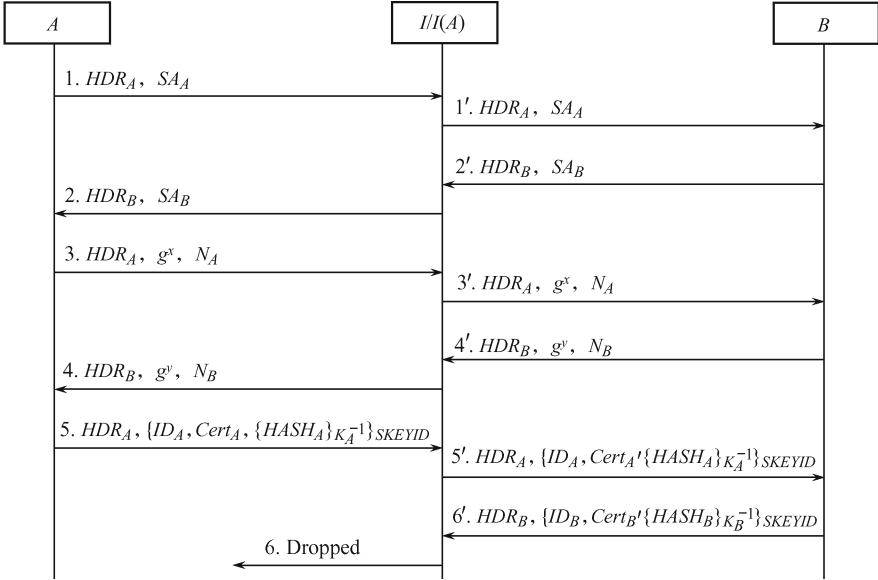 A I/I(A) B
1. HDR_A, SA_A
1′. HDR_A, SA_A
2′. HDR_B, SA_B
2. HDR_B, SA_B
3. HDR_A, g^x, N_A
3′. HDR_A, g^x, N_A
4′. HDR_B, g^y, N_B
4. HDR_B, g^y, N_B
5. HDR_A, {ID_A, Cert_A, {HASH_A}_{K_A^{-1}}}_{SKEYID}
5′. HDR_A, {ID_A, Cert_A′{HASH_A}_{K_A^{-1}}}_{SKEYID}
6′. HDR_B, {ID_B, Cert_B′{HASH_B}_{K_B^{-1}}}_{SKEYID}
6. Dropped